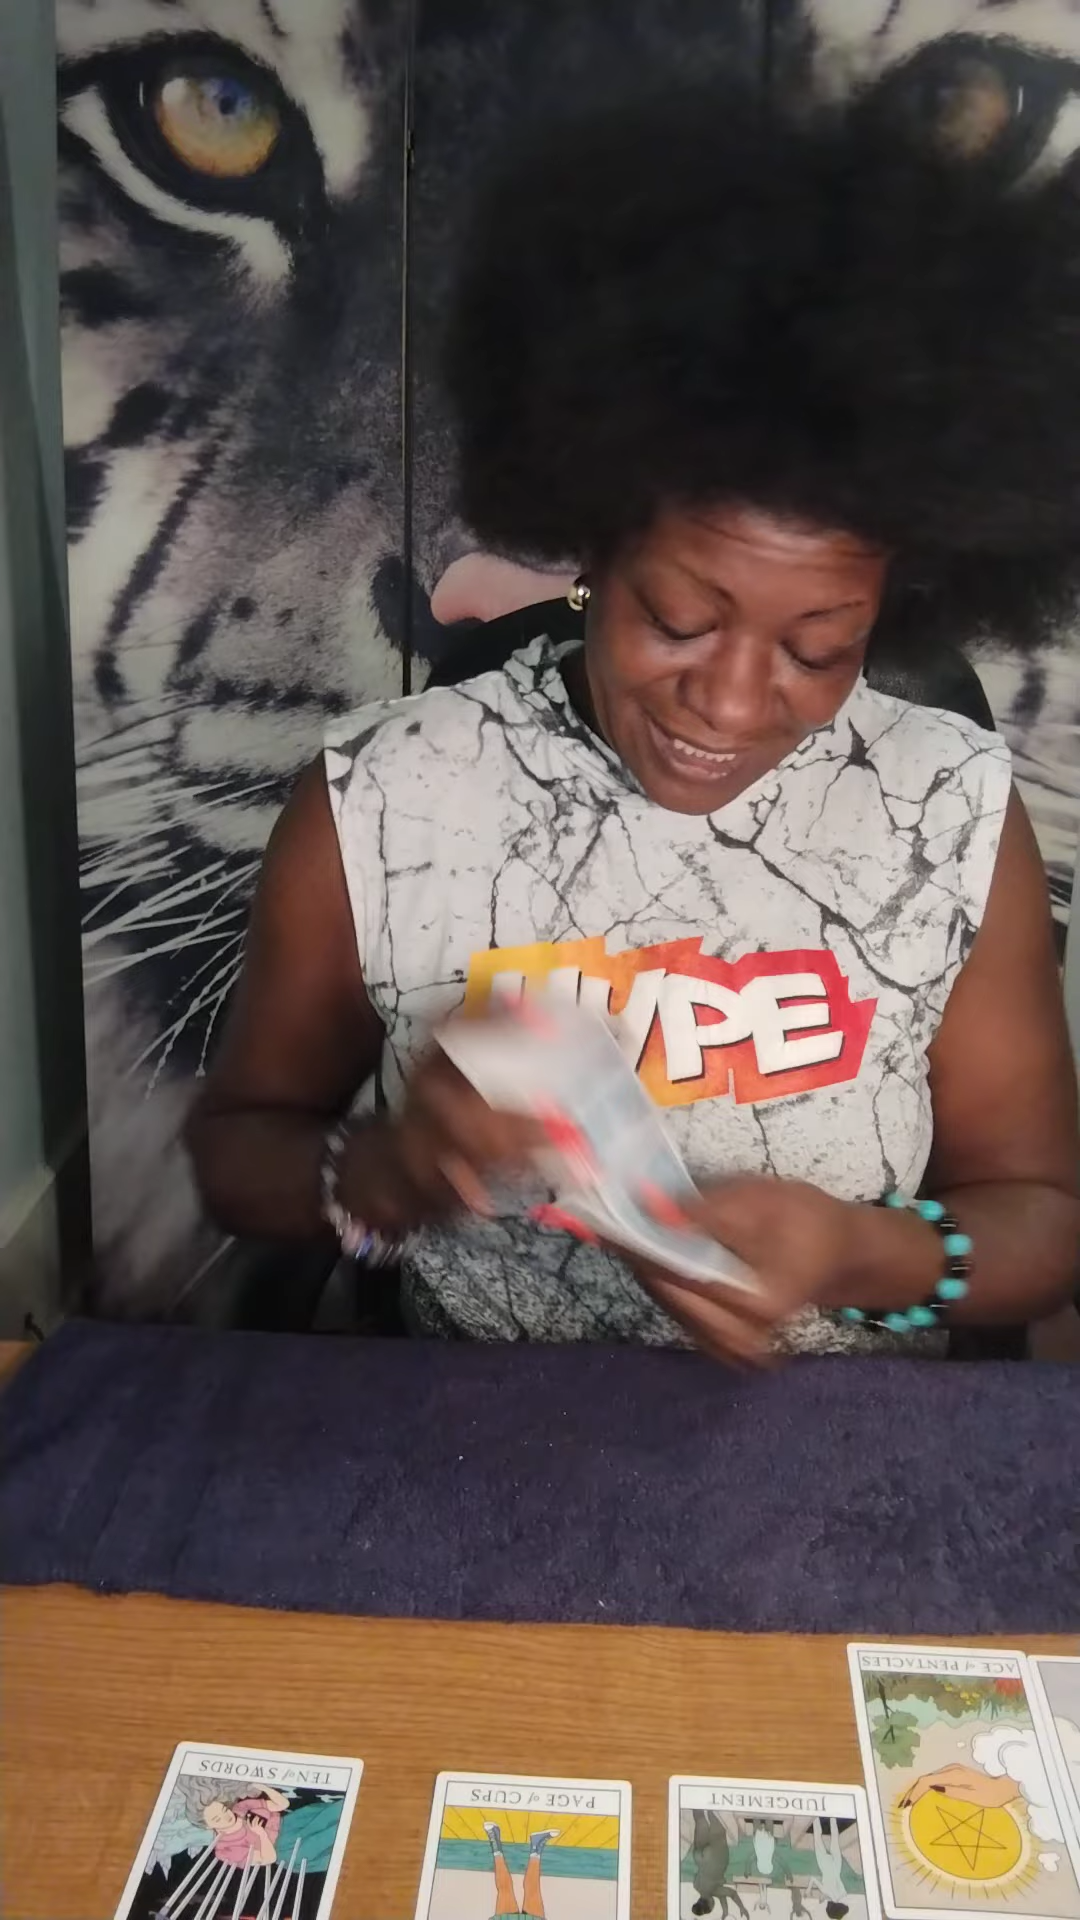 HYPE
ACE of PENTACLES
TEN of SWORDS
PAGE of CUPS
JUDGEMENT